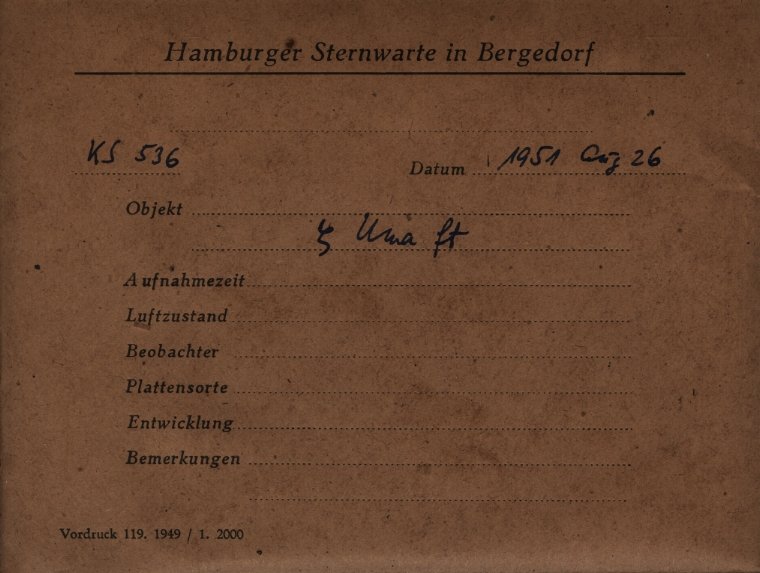 Hamburger Sternwarte in Bergedorf
KS 536
Datum 1951 Aug 26
Objekt
ζ Uma ft
Aufnahmezeit
Luftzustand
Beobachter
Plattensorte
Entwicklung
Bemerkungen
Vordruck 119. 1949 / 1. 2000